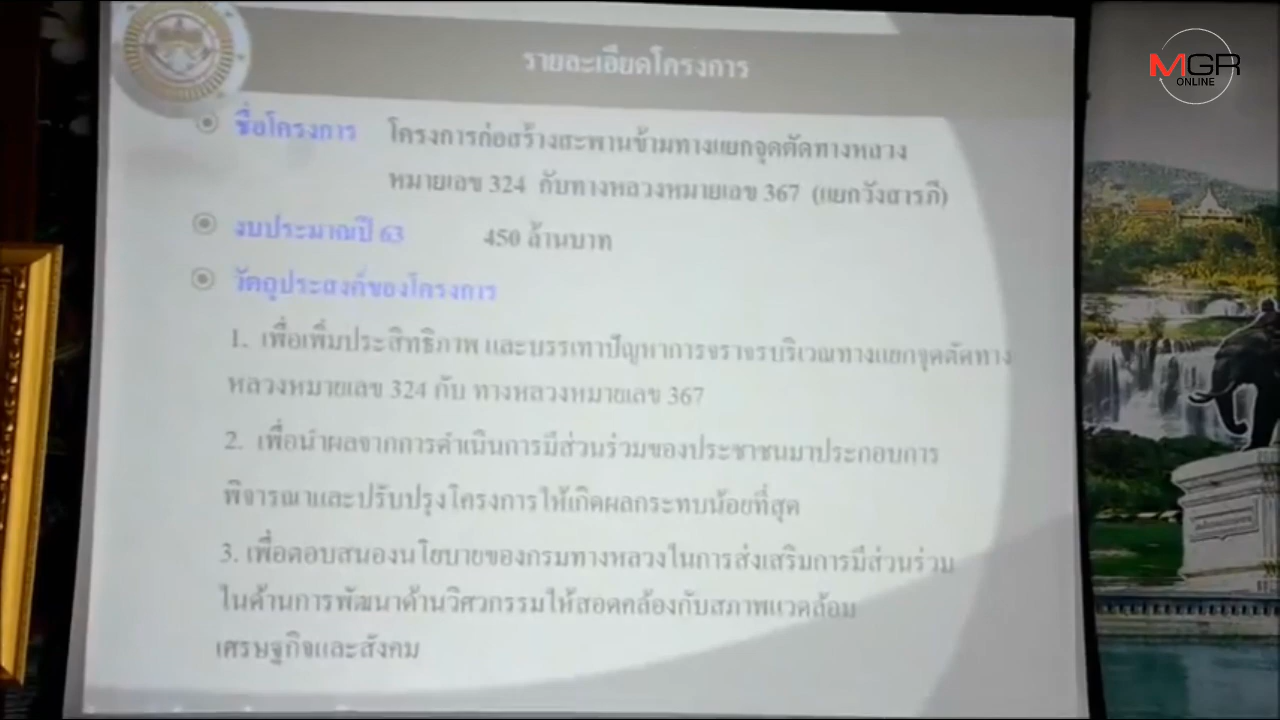 MGR
ONLINE
รายละเอียดโครงการ
ชื่อโครงการ โครงการก่อสร้างสะพานข้ามทางแยกจุดตัดทางหลวง
หมายเลข 324 กับทางหลวงหมายเลข 367 (แยกวังสารภี)
งบประมาณปี 63 450 ล้านบาท
วัตถุประสงค์ของโครงการ
1. เพื่อเพิ่มประสิทธิภาพ และบรรเทาปัญหาการจราจรบริเวณทางแยกจุดตัดทาง
หลวงหมายเลข 324 กับ ทางหลวงหมายเลข 367
2. เพื่อนำผลจากการดำเนินการมีส่วนร่วมของประชาชนมาประกอบการ
พิจารณาและปรับปรุงโครงการให้เกิดผลกระทบน้อยที่สุด
3. เพื่อตอบสนองนโยบายของกรมทางหลวงในการส่งเสริมการมีส่วนร่วม
ในด้านการพัฒนาด้านวิศวกรรมให้สอดคล้องกับสภาพแวดล้อม
เศรษฐกิจและสังคม